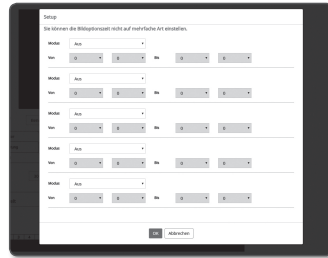 Setup
Sie können die Bildoptionszeit nicht auf mehrfache Art einstellen.
Modus Aus
Von 0 0 Bis 0 0
Modus Aus
Von 0 0 Bis 0 0
Modus Aus
Von 0 0 Bis 0 0
Modus Aus
Von 0 0 Bis 0 0
Modus Aus
Von 0 0 Bis 0 0
OK Abbrechen